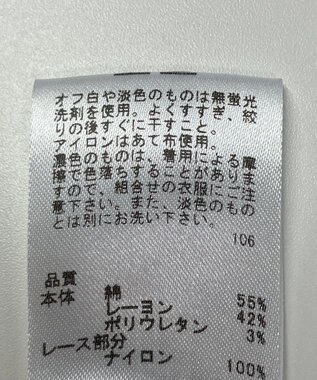 オフ白や淡色のものは無蛍光
洗剤を使用。よくすすぎ、絞
りの後すぐに干すこと。
アイロンはあて布使用。
濃色のものは、着用による摩
擦で色落ちすることがありま
すので、組合せの衣服にご注
意下さい。また、淡色のもの
とは別にお洗い下さい。
106
品質
本体 綿 55%
レーヨン 42%
ポリウレタン 3%
レース部分
ナイロン 100%